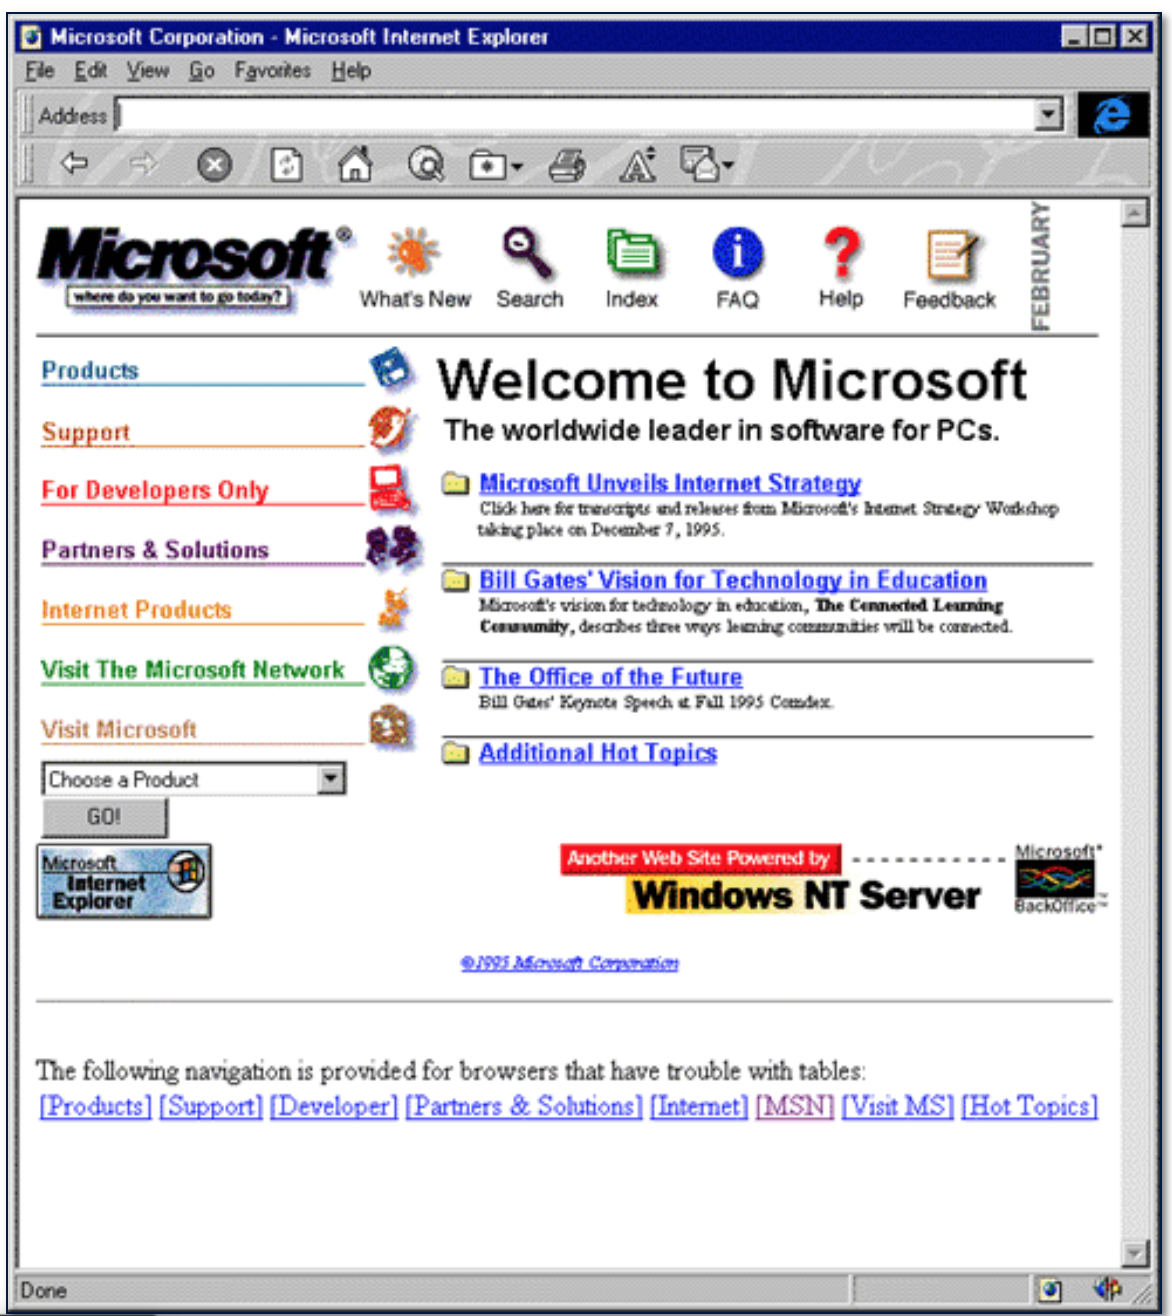 Microsoft Corporation - Microsoft Internet Explorer
File Edit View Go Favorites Help
Address
Microsoft®
where do you want to go today?
What's New Search Index FAQ Help Feedback
FEBRUARY
Products
Support
For Developers Only
Partners & Solutions
Internet Products
Visit The Microsoft Network
Visit Microsoft
Choose a Product
GO!
Welcome to Microsoft
The worldwide leader in software for PCs.
Microsoft Unveils Internet Strategy
Click here for transcripts and releases from Microsoft's Internet Strategy Workshop
taking place on December 7, 1995.
Bill Gates' Vision for Technology in Education
Microsoft's vision for technology in education, The Connected Learning
Community, describes three ways learning communities will be connected.
The Office of the Future
Bill Gates' Keynote Speech at Fall 1995 Comdex.
Additional Hot Topics
Microsoft
Internet
Explorer
Another Web Site Powered by
Windows NT Server
Microsoft®
BackOffice™
©1995 Microsoft Corporation
The following navigation is provided for browsers that have trouble with tables:
[Products] [Support] [Developer] [Partners & Solutions] [Internet] [MSN] [Visit MS] [Hot Topics]
Done